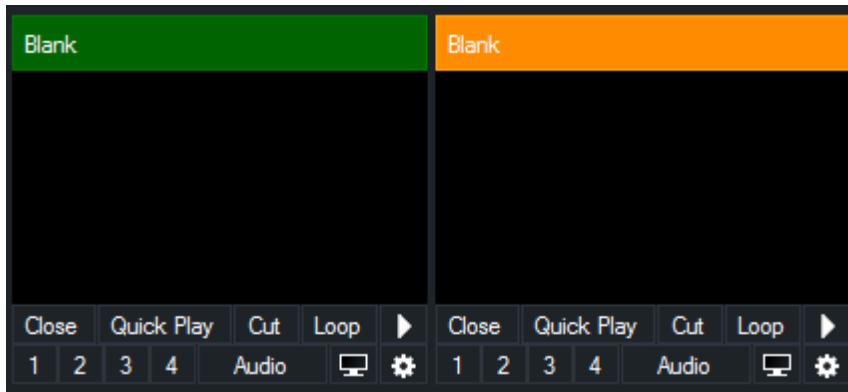 Blank Blank
Close Quick Play Cut Loop Close Quick Play Cut Loop
1 2 3 4 Audio 1 2 3 4 Audio